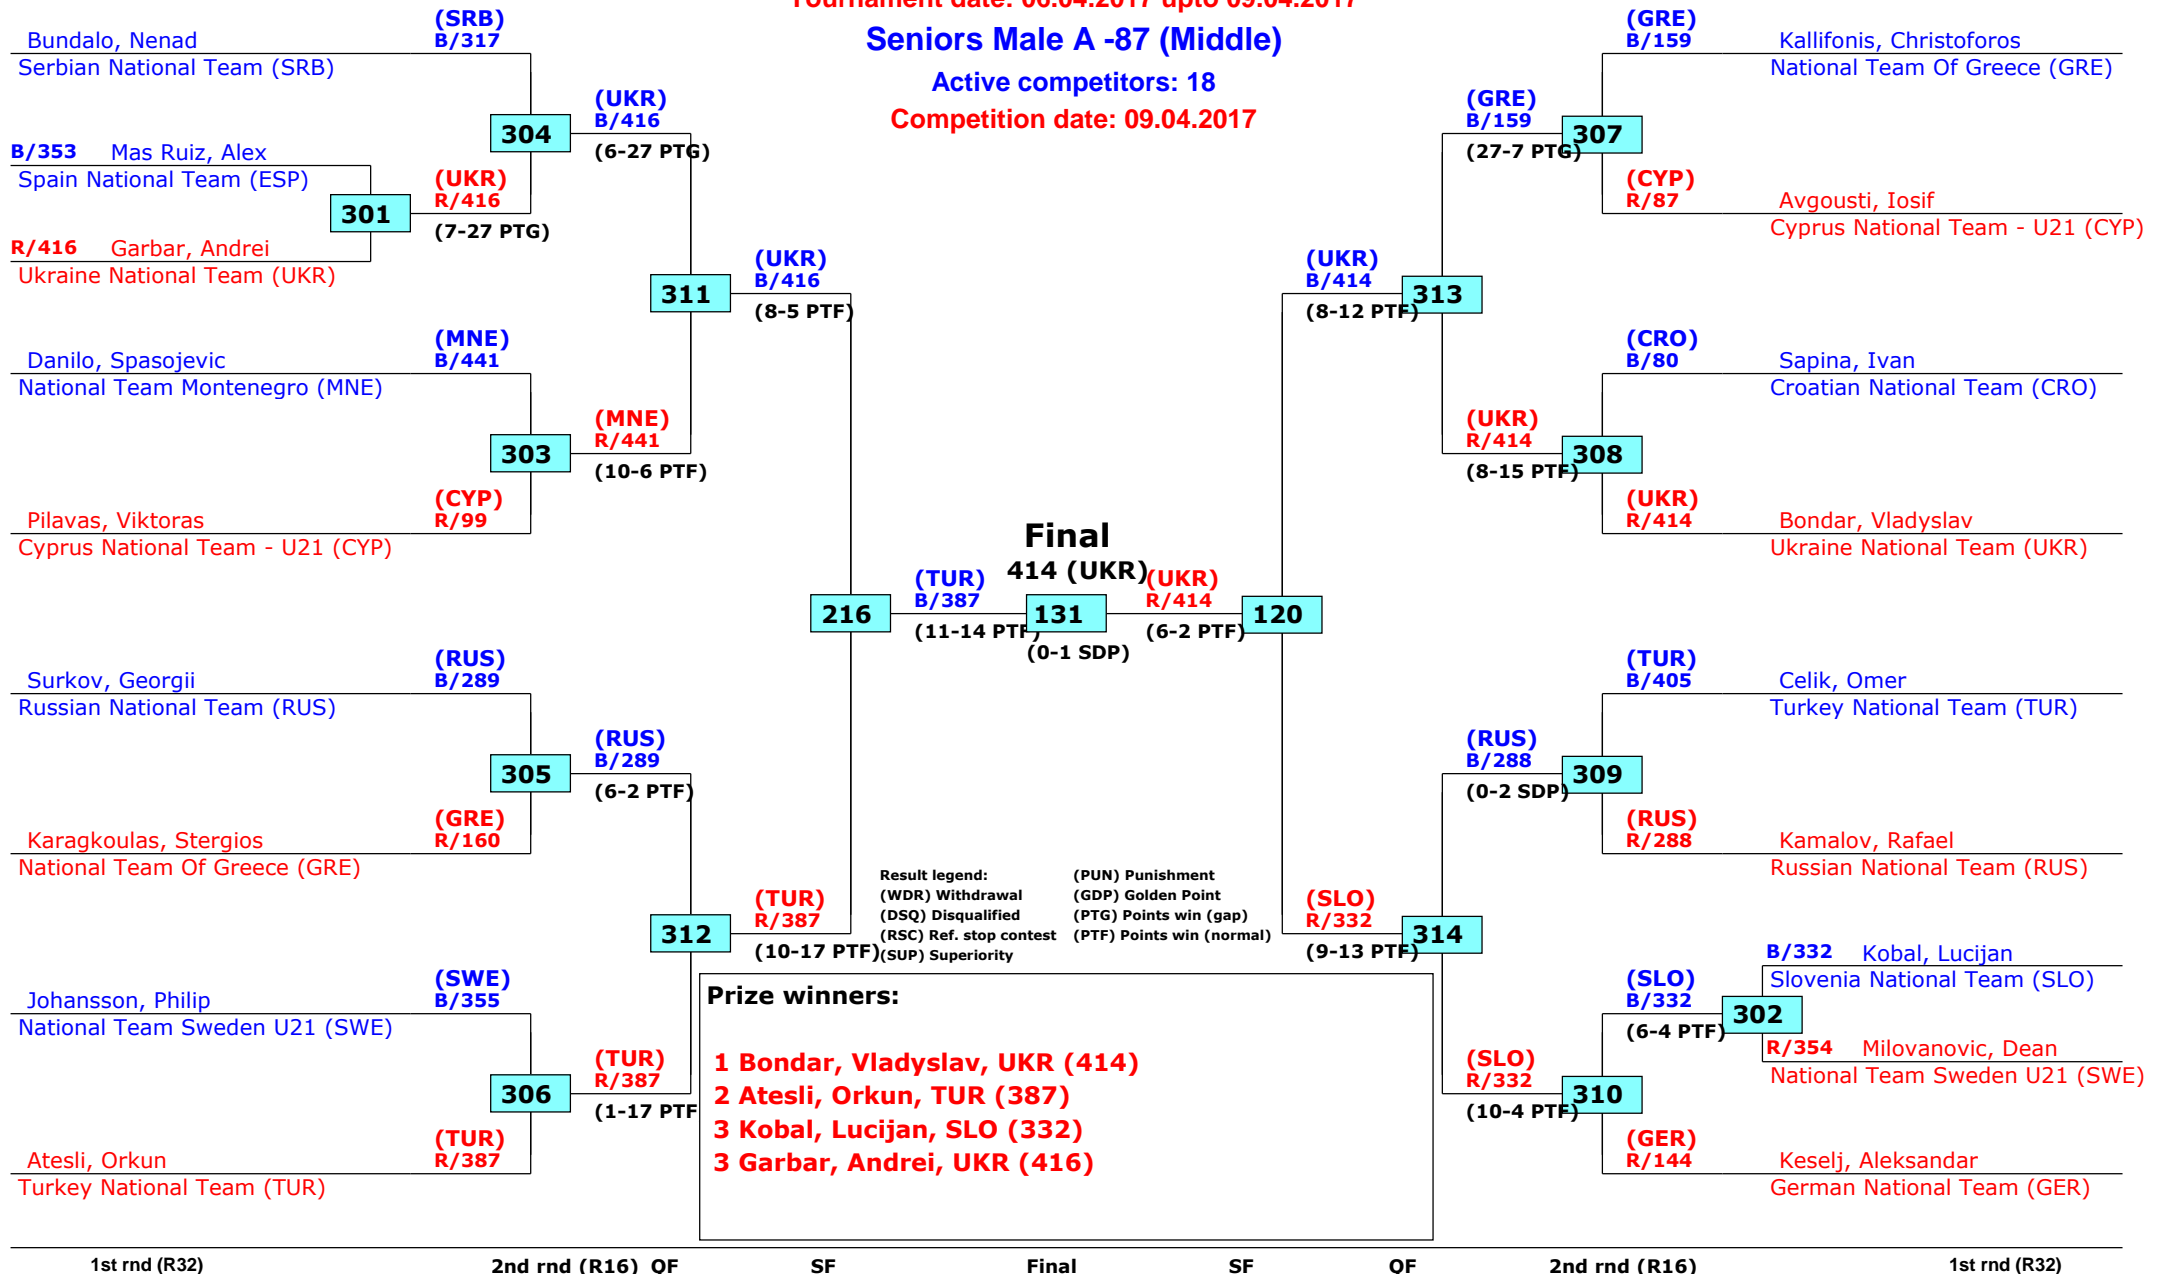 Tournament date: 06.04.2017 upto 09.04.2017
Seniors Male A -87 (Middle)
Active competitors: 18
Competition date: 09.04.2017
Bundalo, Nenad
Serbian National Team (SRB)
(SRB)
B/317
304
(UKR)
B/416
(6-27 PTG)
B/353 Mas Ruiz, Alex
Spain National Team (ESP)
301
(UKR)
R/416
(7-27 PTG)
R/416 Garbar, Andrei
Ukraine National Team (UKR)
311
(UKR)
B/416
(8-5 PTF)
Danilo, Spasojevic
National Team Montenegro (MNE)
(MNE)
B/441
303
(MNE)
R/441
(10-6 PTF)
Pilavas, Viktoras
Cyprus National Team - U21 (CYP)
(CYP)
R/99
216
(TUR)
B/387
(11-14 PTF)
Surkov, Georgii
Russian National Team (RUS)
(RUS)
B/289
305
(RUS)
B/289
(6-2 PTF)
Karagkoulas, Stergios
National Team Of Greece (GRE)
(GRE)
R/160
312
(TUR)
R/387
(10-17 PTF)
Johansson, Philip
National Team Sweden U21 (SWE)
(SWE)
B/355
306
(TUR)
R/387
(1-17 PTF
Atesli, Orkun
Turkey National Team (TUR)
(TUR)
R/387
Final
414 (UKR)
131
(0-1 SDP)
(UKR)
R/414
(6-2 PTF)
120
(GRE)
B/159
Kallifonis, Christoforos
National Team Of Greece (GRE)
(GRE)
B/159
(27-7 PTG)
307
(CYP)
R/87
Avgousti, Iosif
Cyprus National Team - U21 (CYP)
(UKR)
B/414
(8-12 PTF)
313
(CRO)
B/80
Sapina, Ivan
Croatian National Team (CRO)
(UKR)
R/414
(8-15 PTF)
308
(UKR)
R/414
Bondar, Vladyslav
Ukraine National Team (UKR)
(TUR)
B/405
Celik, Omer
Turkey National Team (TUR)
(RUS)
B/288
(0-2 SDP)
309
(RUS)
R/288
Kamalov, Rafael
Russian National Team (RUS)
(SLO)
R/332
(9-13 PTF)
314
B/332 Kobal, Lucijan
Slovenia National Team (SLO)
(SLO)
B/332
(6-4 PTF)
302
R/354 Milovanovic, Dean
National Team Sweden U21 (SWE)
(SLO)
R/332
(10-4 PTF)
310
(GER)
R/144
Keselj, Aleksandar
German National Team (GER)
Result legend: (PUN) Punishment
(WDR) Withdrawal (GDP) Golden Point
(DSQ) Disqualified (PTG) Points win (gap)
(RSC) Ref. stop contest (PTF) Points win (normal)
(SUP) Superiority
Prize winners:
1 Bondar, Vladyslav, UKR (414)
2 Atesli, Orkun, TUR (387)
3 Kobal, Lucijan, SLO (332)
3 Garbar, Andrei, UKR (416)
1st rnd (R32) 2nd rnd (R16) QF SF Final SF QF 2nd rnd (R16) 1st rnd (R32)